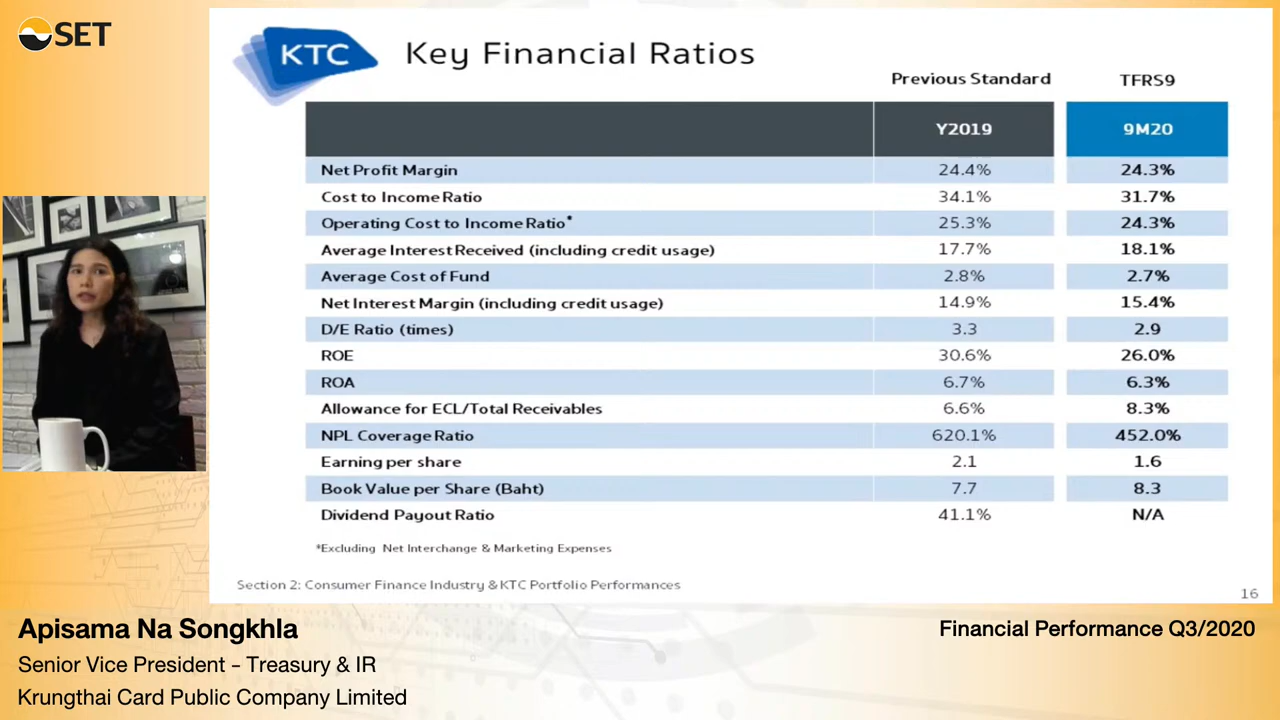 SET
KTC
Key Financial Ratios
Previous Standard TFRS9
Y2019 9M20
Net Profit Margin 24.4% 24.3%
Cost to Income Ratio 34.1% 31.7%
Operating Cost to Income Ratio* 25.3% 24.3%
Average Interest Received (including credit usage) 17.7% 18.1%
Average Cost of Fund 2.8% 2.7%
Net Interest Margin (including credit usage) 14.9% 15.4%
D/E Ratio (times) 3.3 2.9
ROE 30.6% 26.0%
ROA 6.7% 6.3%
Allowance for ECL/Total Receivables 6.6% 8.3%
NPL Coverage Ratio 620.1% 452.0%
Earning per share 2.1 1.6
Book Value per Share (Baht) 7.7 8.3
Dividend Payout Ratio 41.1% N/A
*Excluding Net Interchange & Marketing Expenses
Section 2: Consumer Finance Industry & KTC Portfolio Performances
16
Apisama Na Songkhla
Senior Vice President - Treasury & IR
Krungthai Card Public Company Limited
Financial Performance Q3/2020